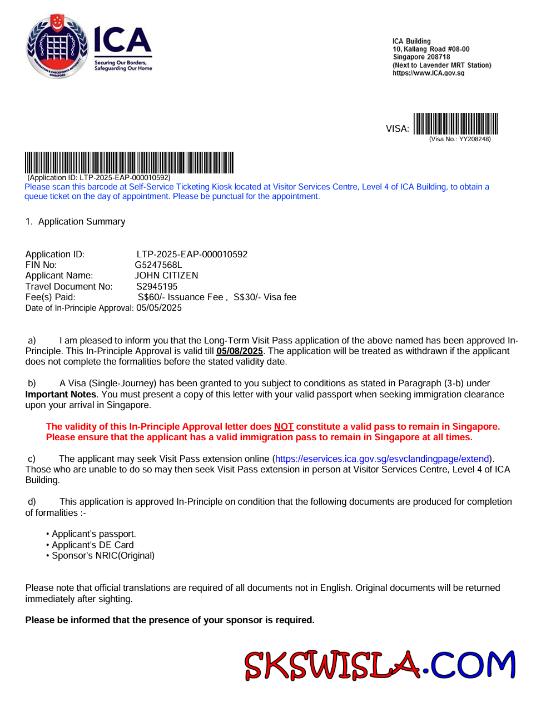 ICA
Securing Our Borders,
Safeguarding Our Home
ICA Building
10, Kallang Road #08-00
Singapore 208718
(Next to Lavender MRT Station)
https://www.ICA.gov.sg
VISA:
(Visa No.: YY208248)
(Application ID: LTP-2025-EAP-000010592)
Please scan this barcode at Self-Service Ticketing Kiosk located at Visitor Services Centre, Level 4 of ICA Building, to obtain a
queue ticket on the day of appointment. Please be punctual for the appointment.
1. Application Summary
Application ID: LTP-2025-EAP-000010592
FIN No: G5247568L
Applicant Name: JOHN CITIZEN
Travel Document No: S2945195
Fee(s) Paid: S$60/- Issuance Fee , S$30/- Visa fee
Date of In-Principle Approval: 05/05/2025
a) I am pleased to inform you that the Long-Term Visit Pass application of the above named has been approved In-
Principle. This In-Principle Approval is valid till 05/08/2025. The application will be treated as withdrawn if the applicant
does not complete the formalities before the stated validity date.
b) A Visa (Single-Journey) has been granted to you subject to conditions as stated in Paragraph (3-b) under
Important Notes. You must present a copy of this letter with your valid passport when seeking immigration clearance
upon your arrival in Singapore.
The validity of this In-Principle Approval letter does NOT constitute a valid pass to remain in Singapore.
Please ensure that the applicant has a valid immigration pass to remain in Singapore at all times.
c) The applicant may seek Visit Pass extension online (https://eservices.ica.gov.sg/esvclandingpage/extend).
Those who are unable to do so may then seek Visit Pass extension in person at Visitor Services Centre, Level 4 of ICA
Building.
d) This application is approved In-Principle on condition that the following documents are produced for completion
of formalities :-
• Applicant's passport.
• Applicant's DE Card
• Sponsor's NRIC(Original)
Please note that official translations are required of all documents not in English. Original documents will be returned
immediately after sighting.
Please be informed that the presence of your sponsor is required.
SKSWISLA.COM